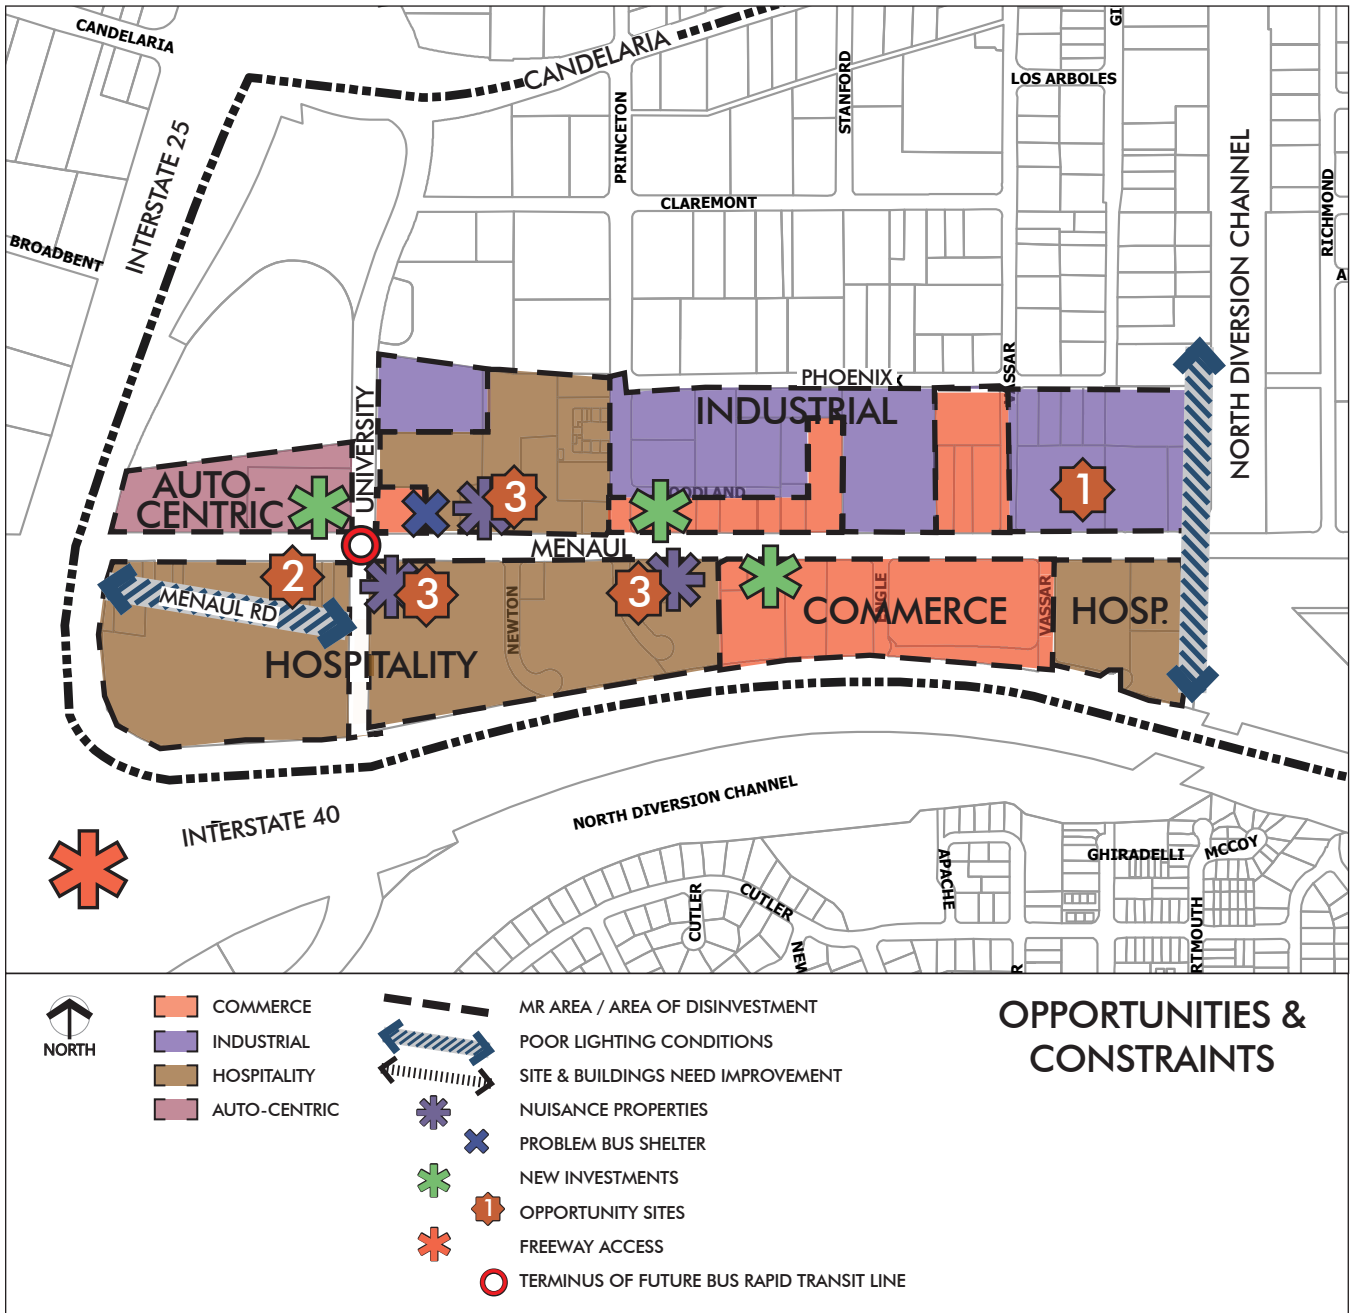 CANDELARIA
CANDELARIA
GI
LOS ARBOLES
STANFORD
PRINCETON
INTERSTATE 25
NORTH DIVISION CHANNEL
RICHMOND
CLAREMONT
BROADBENT
A
VASSAR
PHOENIX
INDUSTRIAL
UNIVERSITY
AUTO-
CENTRIC
3
1
MENAUL
2
MENAUL RD
3
3
NEWTON
COMMERCE
VASSAR
HOSP.
HOSPITALITY
NORTH DIVERSION CHANNEL
INTERSTATE 40
APACHE
GHIRADELLI
MCCOY
CUTLER
CUTLER
NEW
RTMOUTH
R
NORTH
COMMERCE
INDUSTRIAL
HOSPITALITY
AUTO-CENTRIC
MR AREA / AREA OF DISINVESTMENT
POOR LIGHTING CONDITIONS
SITE & BUILDINGS NEED IMPROVEMENT
NUISANCE PROPERTIES
PROBLEM BUS SHELTER
NEW INVESTMENTS
1
OPPORTUNITY SITES
FREEWAY ACCESS
TERMINUS OF FUTURE BUS RAPID TRANSIT LINE
OPPORTUNITIES &
CONSTRAINTS